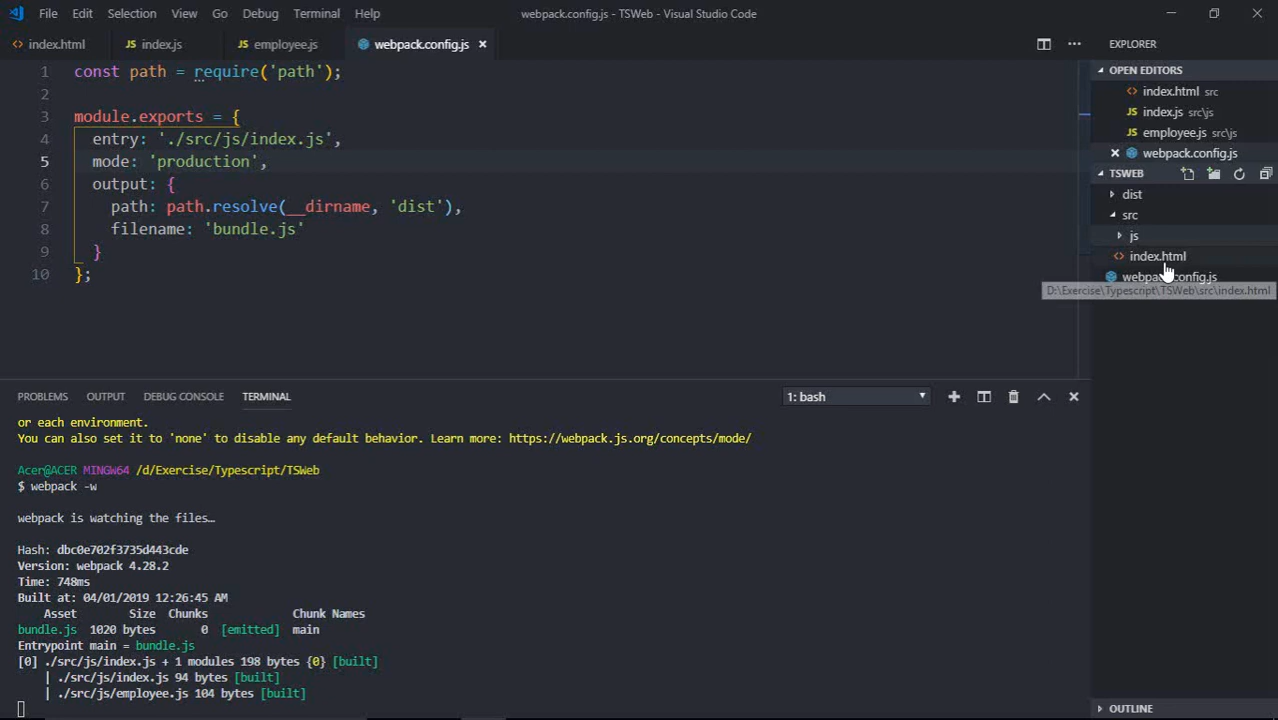 File Edit Selection View Go Debug Terminal Help webpack.config.js - TSWeb - Visual Studio Code
index.html index.js employee.js webpack.config.js
1 const path = require('path');
2
3 module.exports = {
4 entry: './src/js/index.js',
5 mode: 'production',
6 output: {
7 path: path.resolve(__dirname, 'dist'),
8 filename: 'bundle.js'
9 }
10 };
EXPLORER
OPEN EDITORS
index.html src
index.js src\js
employee.js src\js
webpack.config.js
TSWEB
dist
src
js
index.html
webpack.config.js
D:\Exercise\Typescript\TSWeb\src\index.html
PROBLEMS OUTPUT DEBUG CONSOLE TERMINAL 1: bash
or each environment.
You can also set it to 'none' to disable any default behavior. Learn more: https://webpack.js.org/concepts/mode/
Acer@ACER MINGW64 /d/Exercise/Typescript/TSWeb
$ webpack -w
webpack is watching the files…
Hash: dbc0e702f3735d443cde
Version: webpack 4.28.2
Time: 748ms
Built at: 04/01/2019 12:26:45 AM
Asset Size Chunks Chunk Names
bundle.js 1020 bytes 0 [emitted] main
Entrypoint main = bundle.js
[0] ./src/js/index.js + 1 modules 198 bytes {0} [built]
| ./src/js/index.js 94 bytes [built]
| ./src/js/employee.js 104 bytes [built]
OUTLINE